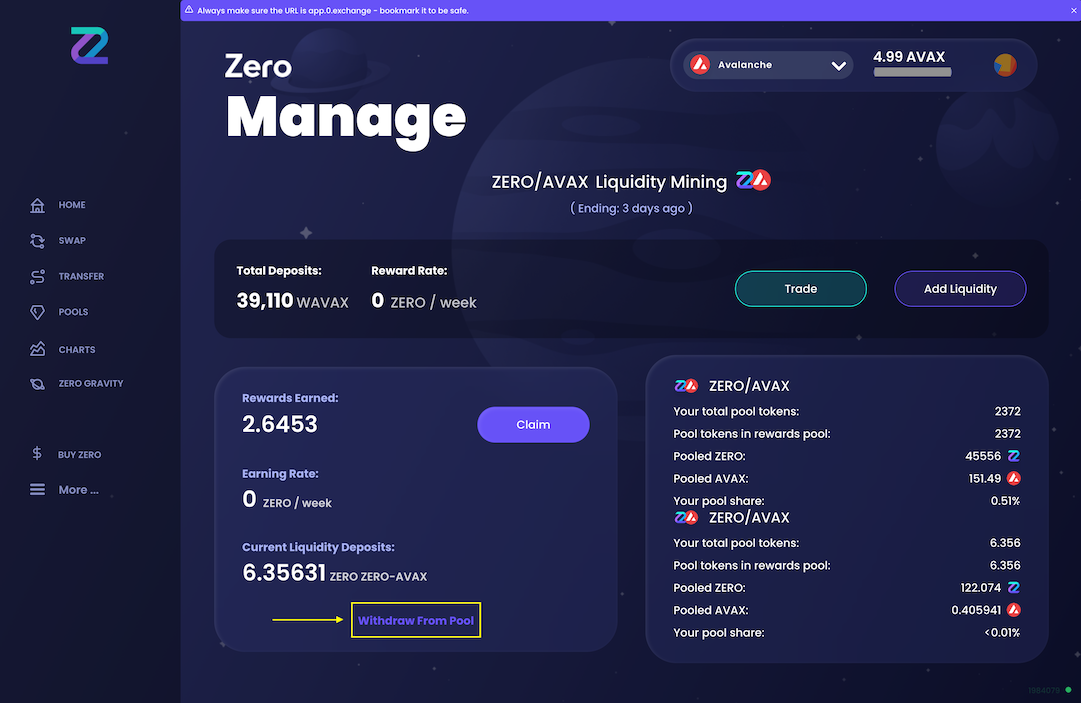 Always make sure the URL is app.0.exchange - bookmark it to be safe.
Zero
Manage
Avalanche
4.99 AVAX
HOME
SWAP
TRANSFER
POOLS
CHARTS
ZERO GRAVITY
BUY ZERO
More ...
ZERO/AVAX Liquidity Mining
( Ending: 3 days ago )
Total Deposits:
39,110 WAVAX
Reward Rate:
0 ZERO / week
Trade
Add Liquidity
Rewards Earned:
2.6453
Claim
Earning Rate:
0 ZERO / week
Current Liquidity Deposits:
6.35631 ZERO ZERO-AVAX
Withdraw From Pool
ZERO/AVAX
Your total pool tokens: 2372
Pool tokens in rewards pool: 2372
Pooled ZERO: 45556
Pooled AVAX: 151.49
Your pool share: 0.51%
ZERO/AVAX
Your total pool tokens: 6.356
Pool tokens in rewards pool: 6.356
Pooled ZERO: 122.074
Pooled AVAX: 0.405941
Your pool share: <0.01%